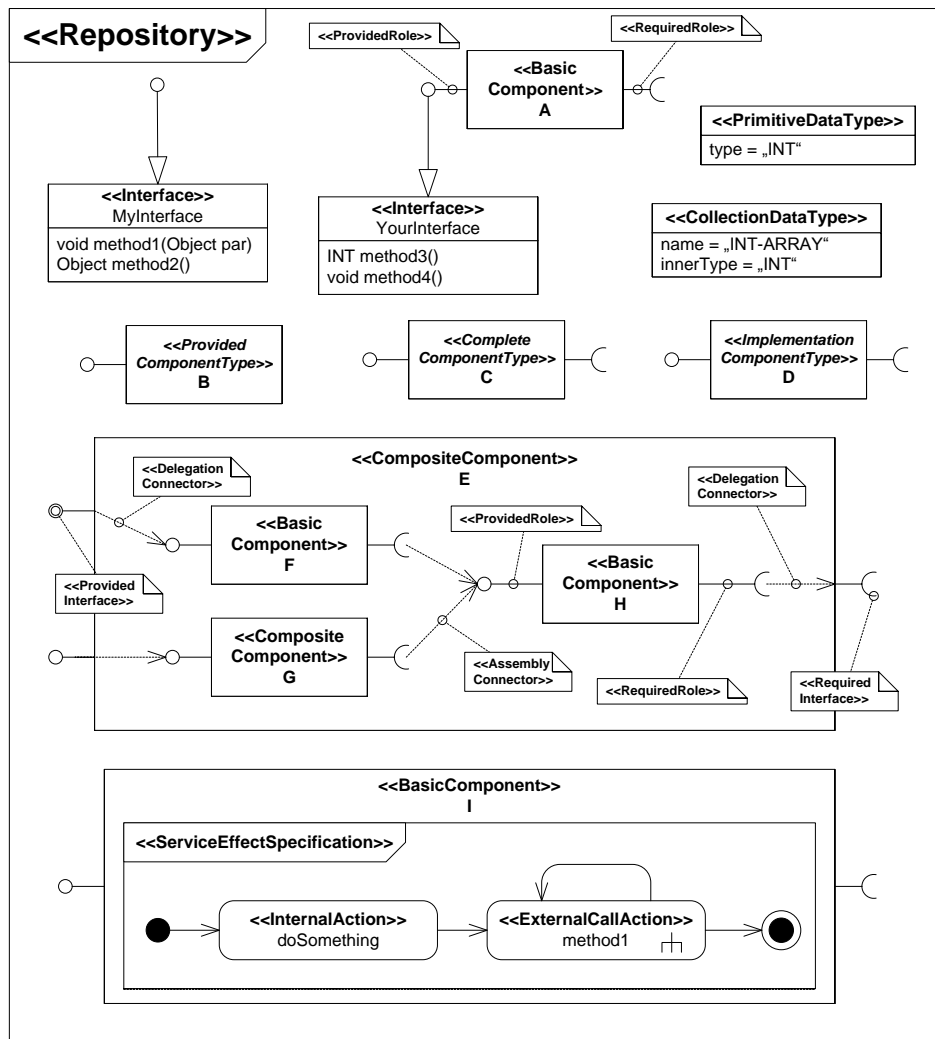 <<Repository>>
<<ProvidedRole>>
<<RequiredRole>>
<<Basic
Component>>
A
<<PrimitiveDataType>>
type = „INT“
<<Interface>>
MyInterface
void method1(Object par)
Object method2()
<<Interface>>
YourInterface
INT method3()
void method4()
<<CollectionDataType>>
name = „INT-ARRAY“
innerType = „INT“
<<Provided
ComponentType>>
B
<<Complete
ComponentType>>
C
<<Implementation
ComponentType>>
D
<<CompositeComponent>>
E
<<Delegation
Connector>>
<<Delegation
Connector>>
<<Basic
Component>>
F
<<ProvidedRole>>
<<Basic
Component>>
H
<<Provided
Interface>>
<<Composite
Component>>
G
<<Assembly
Connector>>
<<RequiredRole>>
<<Required
Interface>>
<<BasicComponent>>
I
<<ServiceEffectSpecification>>
<<InternalAction>>
doSomething
<<ExternalCallAction>>
method1